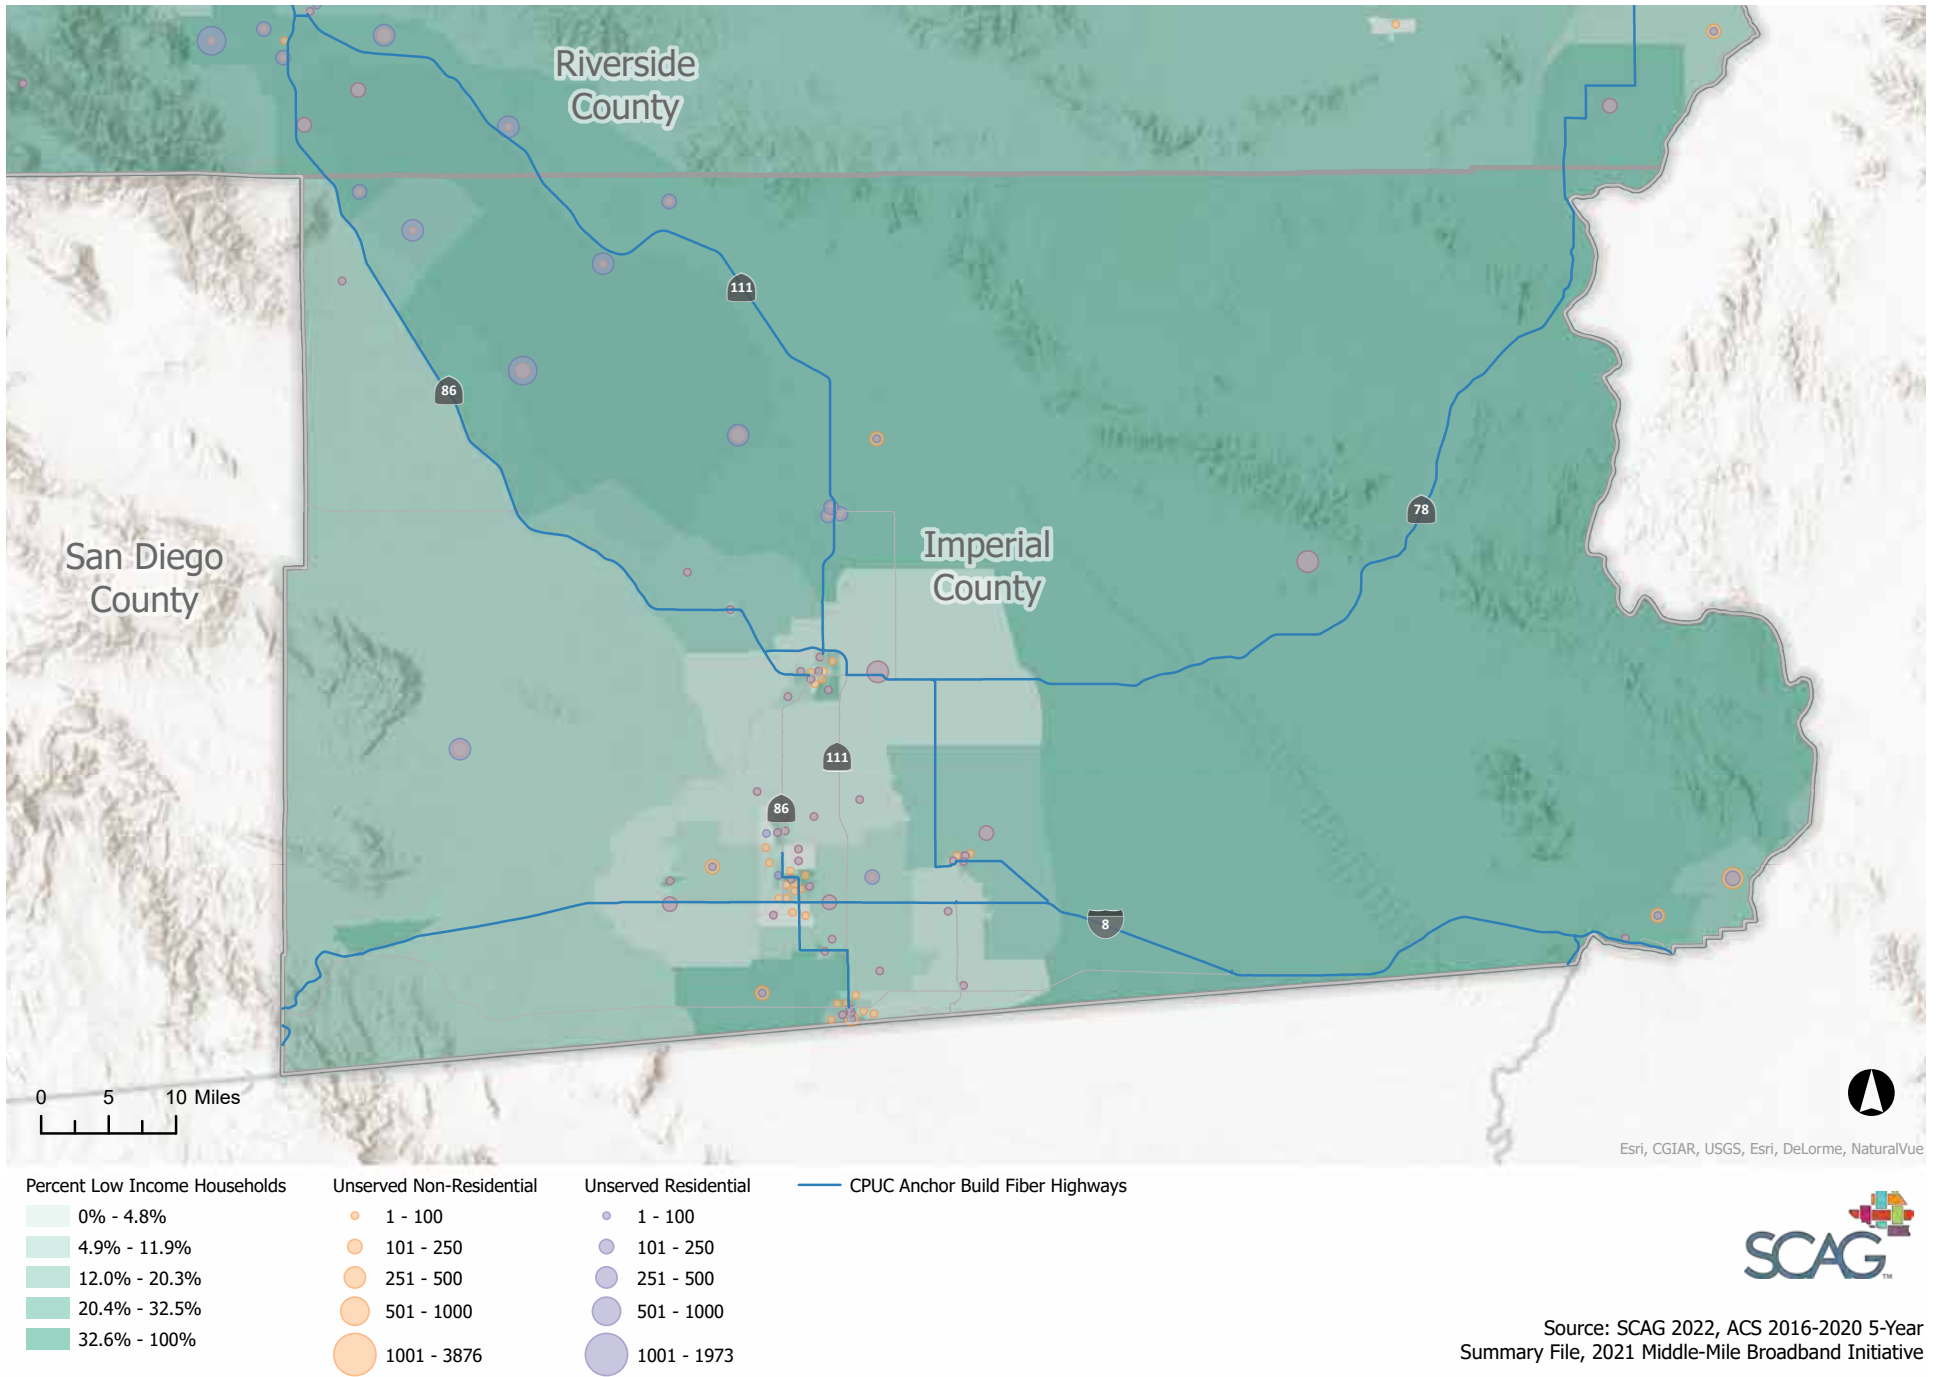 Riverside
County
111
86
78
San Diego
County
Imperial
County
111
86
8
0 5 10 Miles
Esri, CGIAR, USGS, Esri, DeLorme, NaturalVue
Percent Low Income Households
0% - 4.8%
4.9% - 11.9%
12.0% - 20.3%
20.4% - 32.5%
32.6% - 100%
Unserved Non-Residential
1 - 100
101 - 250
251 - 500
501 - 1000
1001 - 3876
Unserved Residential
1 - 100
101 - 250
251 - 500
501 - 1000
1001 - 1973
CPUC Anchor Build Fiber Highways
SCAG™
Source: SCAG 2022, ACS 2016-2020 5-Year
Summary File, 2021 Middle-Mile Broadband Initiative